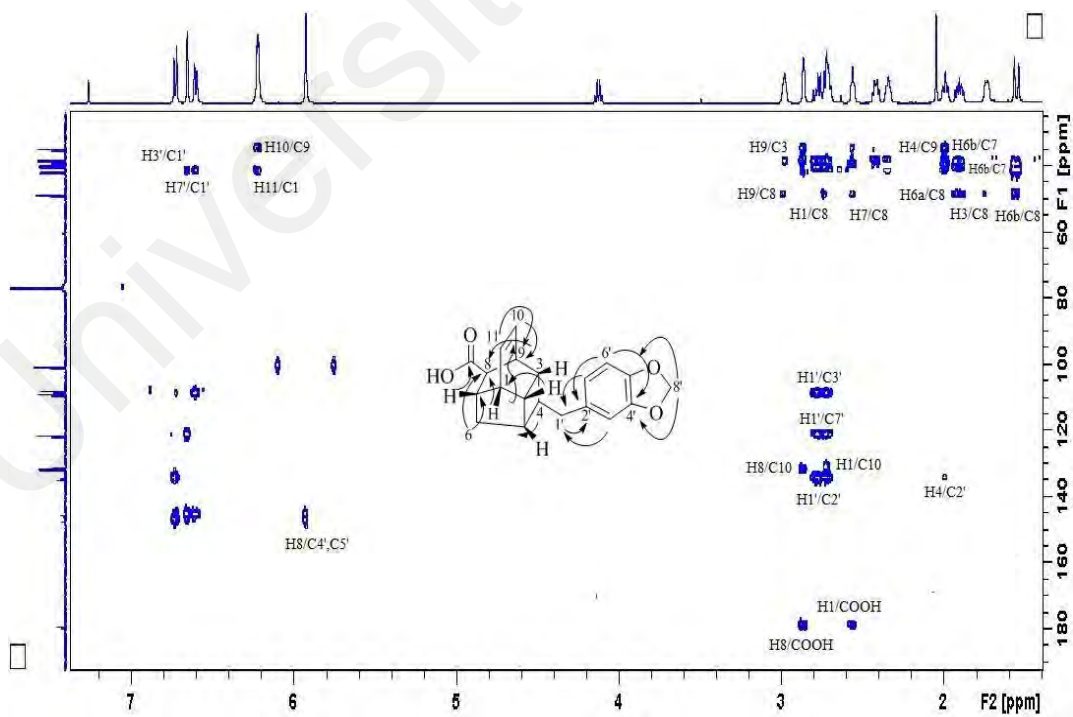 H3'/C1'
H10/C9
H7'/C1'
H11/C1
H9/C3
H4/C9
H6b/C7
H6b/C7
H9/C8
H1/C8
H7/C8
H6a/C8
H3/C8
H6b/C8
60
80
100
120
140
160
180
F1 [ppm]
O
HO
10
11'
9
8
3
H
1
H
H
H
4
6
H
1'
2'
6'
4'
O
O
8'
H1'/C3'
H1'/C7'
H8/C10
H1/C10
H1'/C2'
H4/C2'
H8/C4',C5'
H1/COOH
H8/COOH
7
6
5
4
3
2
F2 [ppm]
Universit